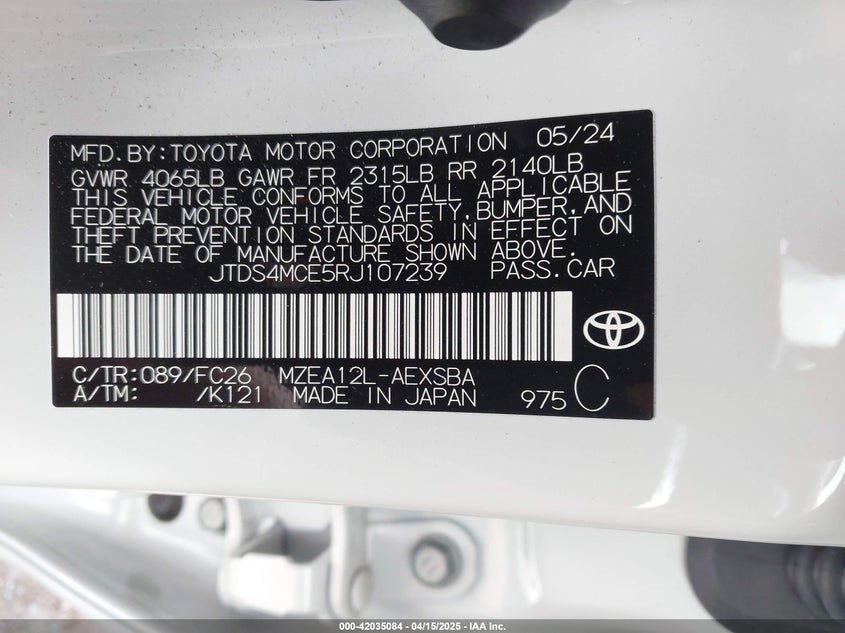 MFD.BY:TOYOTA MOTOR CORPORATION 05/24
GVWR 4065LB GAWR FR 2315LB RR 2140LB
THIS VEHICLE CONFORMS TO ALL APPLICABLE
FEDERAL MOTOR VEHICLE SAFETY,BUMPER,AND
THEFT PREVENTION STANDARDS IN EFFECT ON
THE DATE OF MANUFACTURE SHOWN ABOVE.
JTDS4MCE5RJ107239 PASS.CAR
C/TR:089/FC26 MZEA12L-AEXSBA
A/TM: /K121 MADE IN JAPAN 975 C
000-42035084 - 04/15/2025 - IAA Inc.